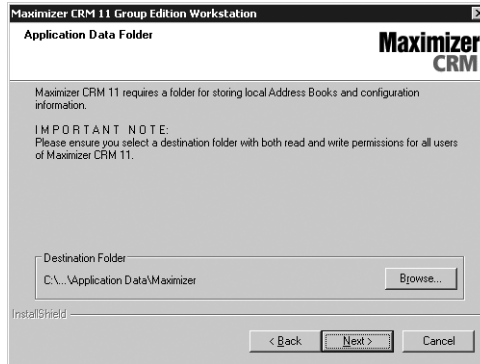 Maximizer CRM 11 Group Edition Workstation
Application Data Folder
Maximizer
CRM
Maximizer CRM 11 requires a folder for storing local Address Books and configuration
information.
I M P O R T A N T   N O T E:
Please ensure you select a destination folder with both read and write permissions for all users
of Maximizer CRM 11.
Destination Folder
C:\...\Application Data\Maximizer
Browse...
InstallShield
< Back
Next >
Cancel